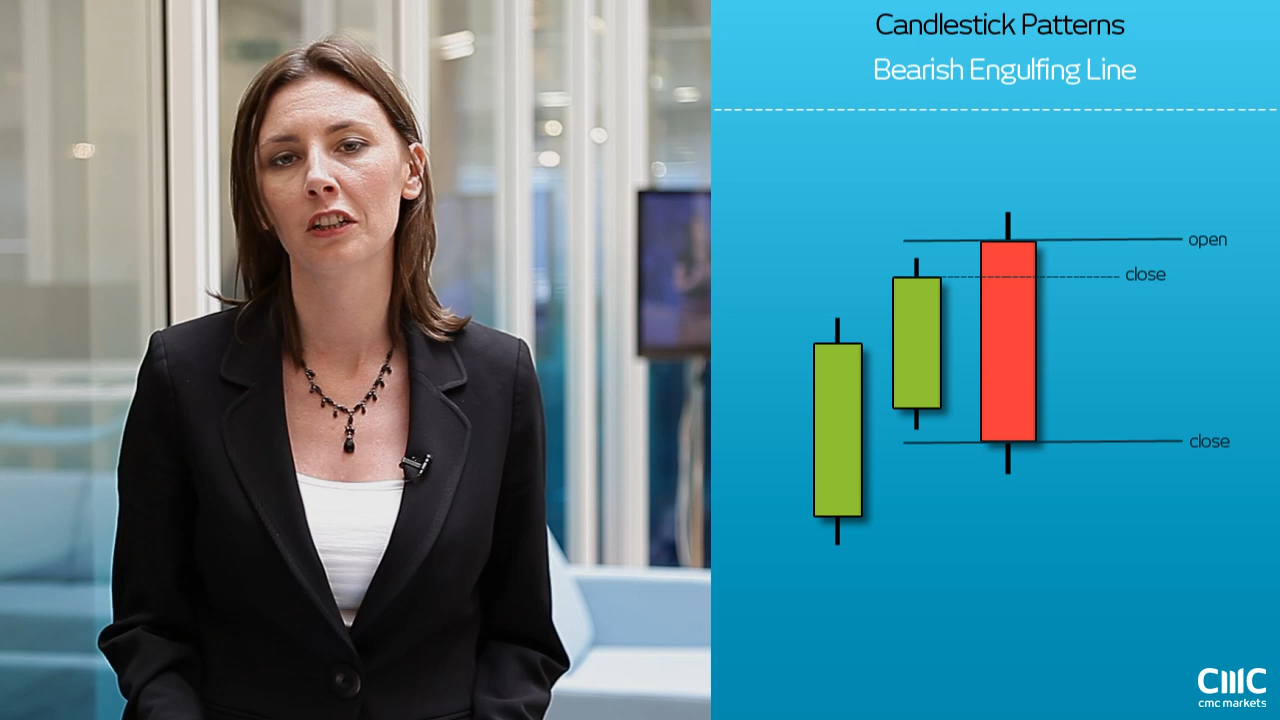 Candlestick Patterns
Bearish Engulfing Line
open
close
close
CMC
cmc markets